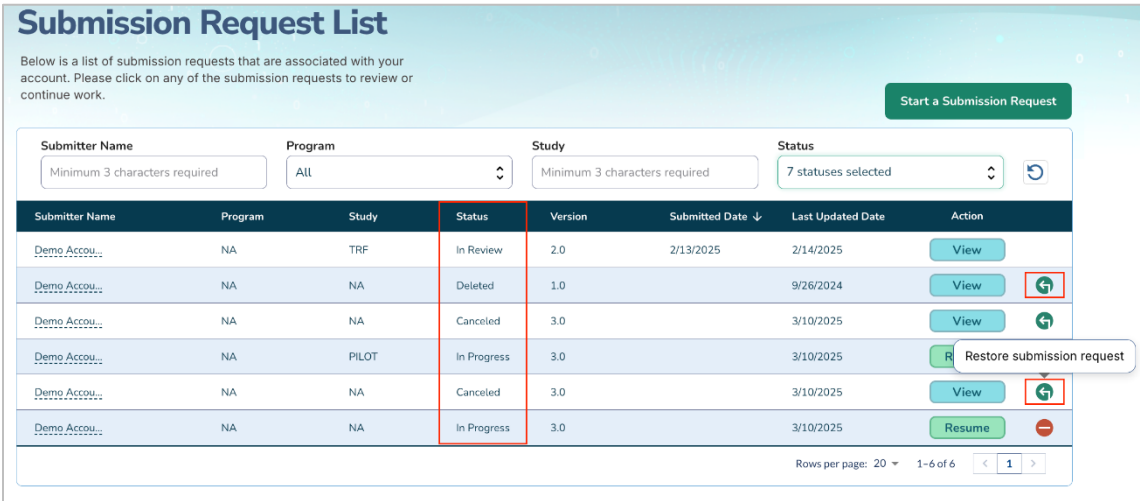 Submission Request List
Below is a list of submission requests that are associated with your
account. Please click on any of the submission requests to review or
continue work.
Start a Submission Request
Submitter Name Program Study Status
Minimum 3 characters required All Minimum 3 characters required 7 statuses selected
Submitter Name Program Study Status Version Submitted Date ↓ Last Updated Date Action
Demo Accou... NA TRF In Review 2.0 2/13/2025 2/14/2025 View
Demo Accou... NA NA Deleted 1.0 9/26/2024 View
Demo Accou... NA NA Canceled 3.0 3/10/2025 View
Demo Accou... NA PILOT In Progress 3.0 3/10/2025 R
Restore submission request
Demo Accou... NA NA Canceled 3.0 3/10/2025 View
Demo Accou... NA NA In Progress 3.0 3/10/2025 Resume
Rows per page: 20 1–6 of 6 < 1 >